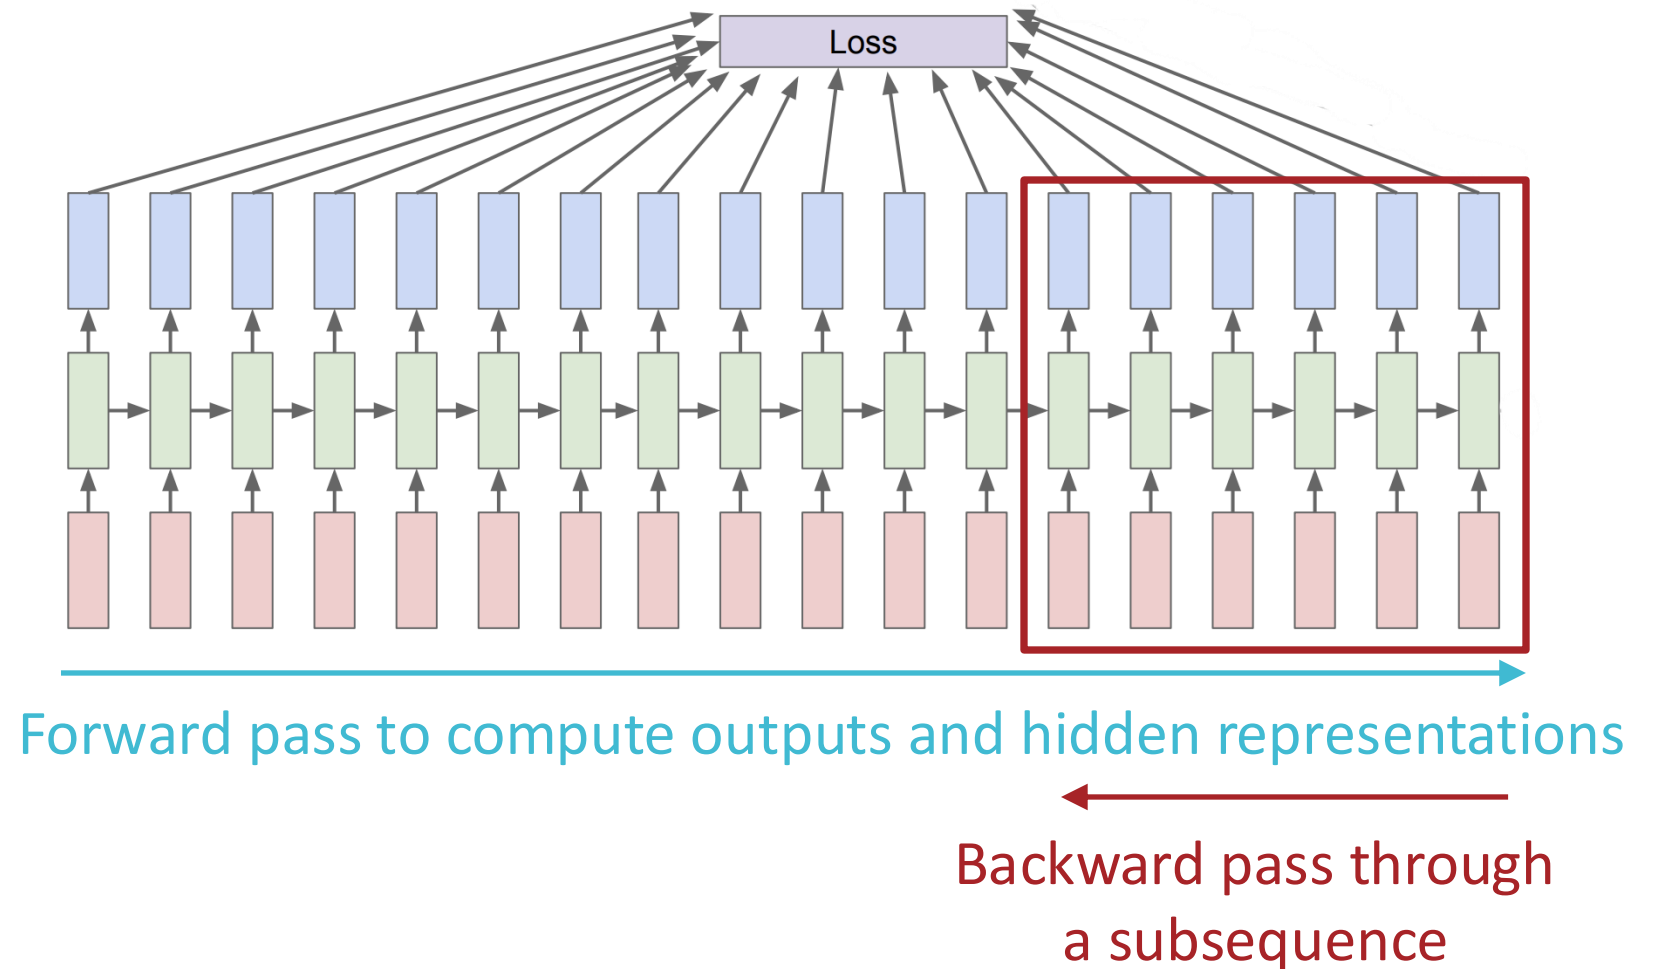 Loss
Forward pass to compute outputs and hidden representations
Backward pass through
a subsequence